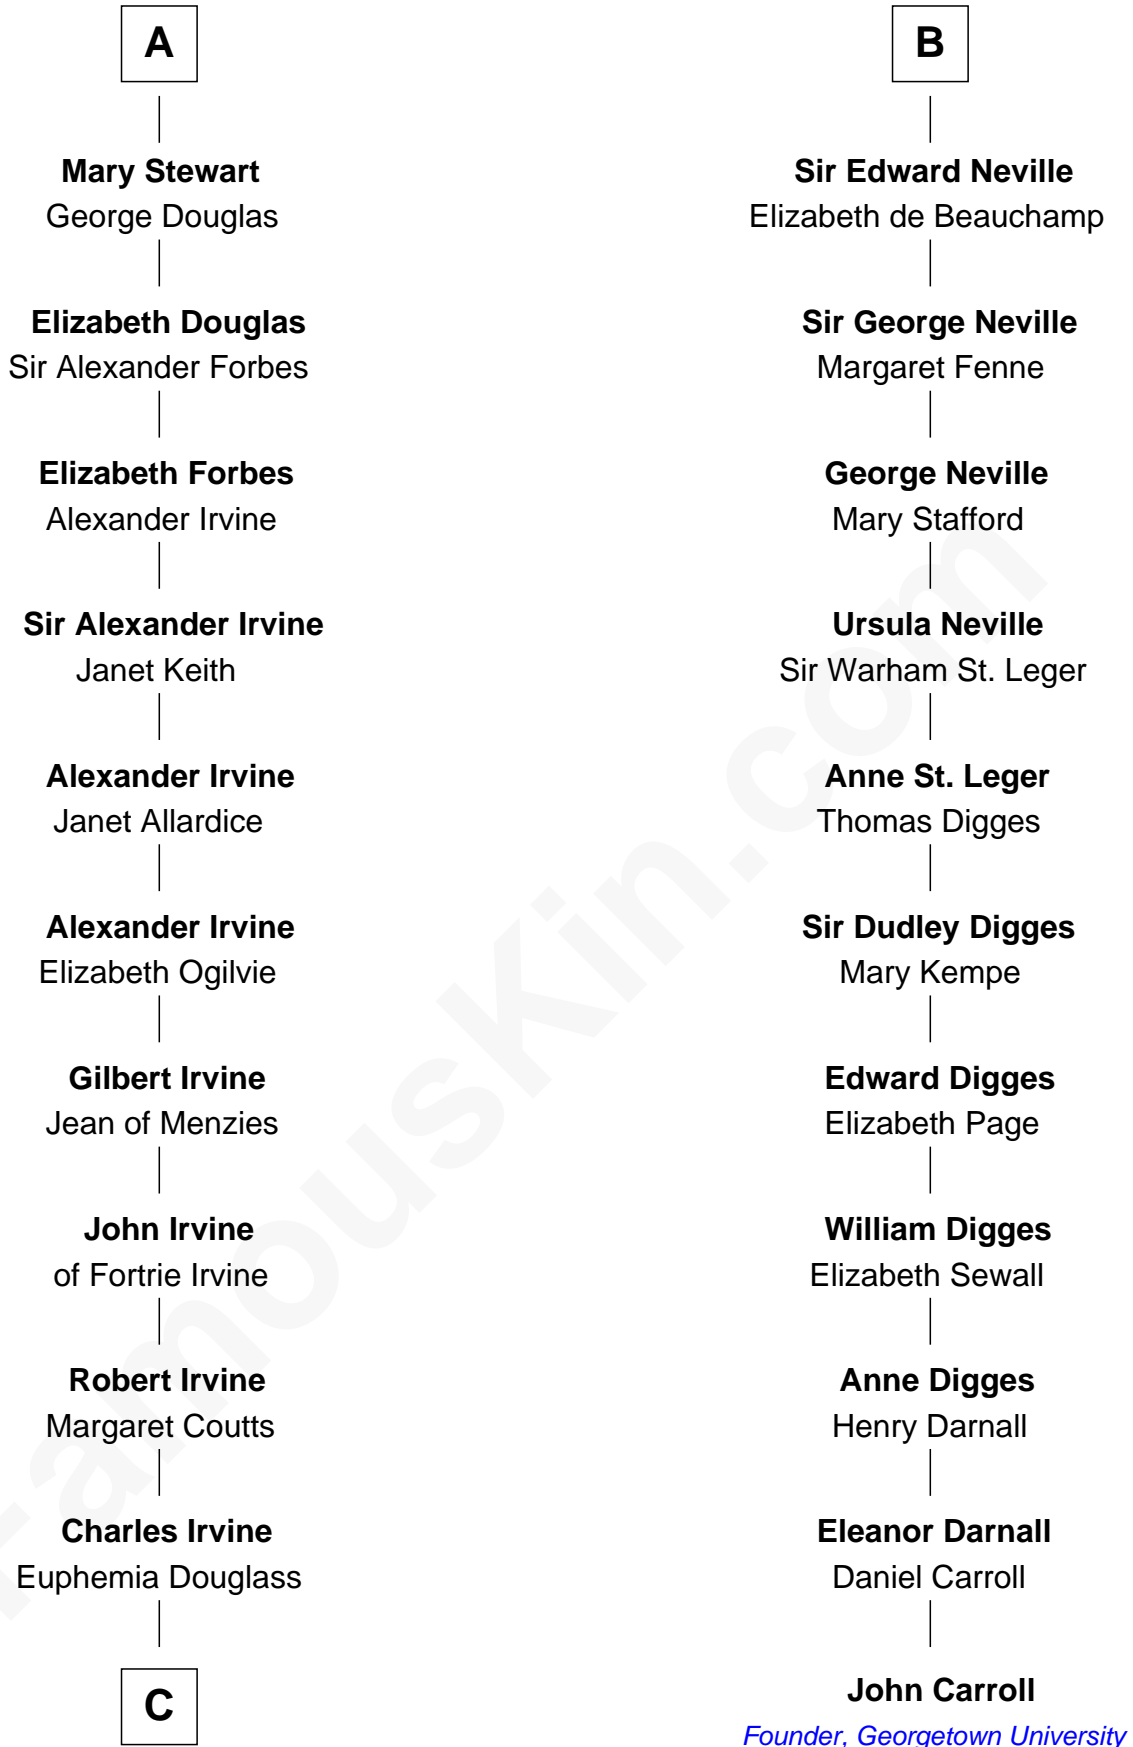 A
Mary Stewart
George Douglas
Elizabeth Douglas
Sir Alexander Forbes
Elizabeth Forbes
Alexander Irvine
Sir Alexander Irvine
Janet Keith
Alexander Irvine
Janet Allardice
Alexander Irvine
Elizabeth Ogilvie
Gilbert Irvine
Jean of Menzies
John Irvine
of Fortrie Irvine
Robert Irvine
Margaret Coutts
Charles Irvine
Euphemia Douglass
C
B
Sir Edward Neville
Elizabeth de Beauchamp
Sir George Neville
Margaret Fenne
George Neville
Mary Stafford
Ursula Neville
Sir Warham St. Leger
Anne St. Leger
Thomas Digges
Sir Dudley Digges
Mary Kempe
Edward Digges
Elizabeth Page
William Digges
Elizabeth Sewall
Anne Digges
Henry Darnall
Eleanor Darnall
Daniel Carroll
John Carroll
Founder, Georgetown University
FamousKin.com